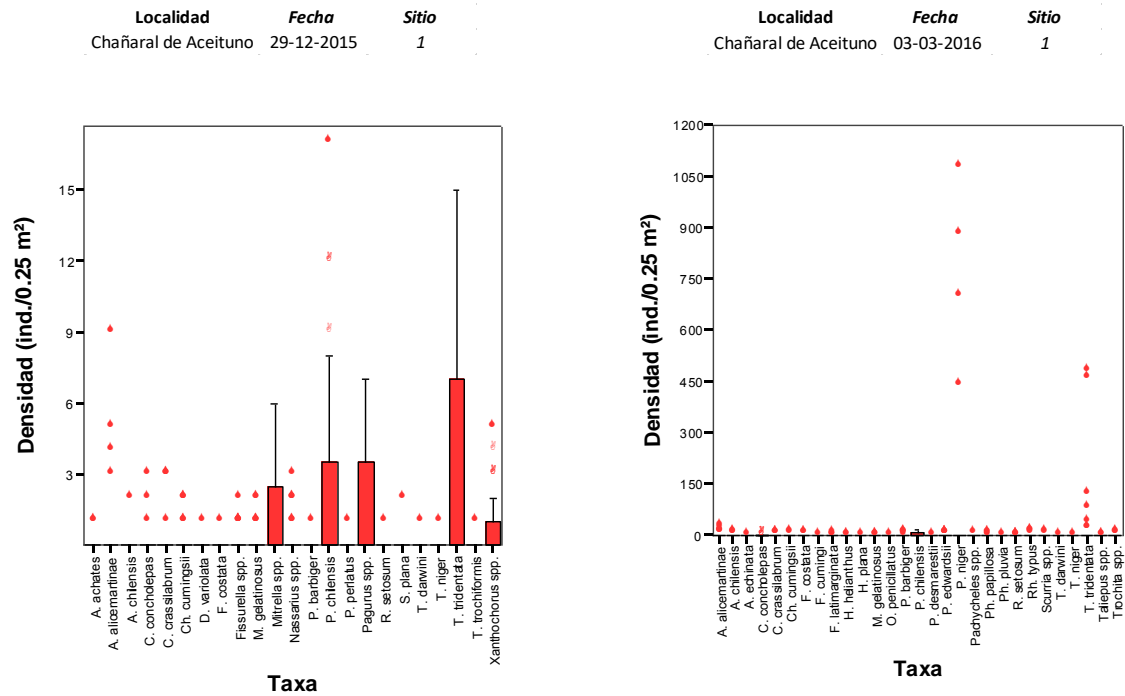 Localidad Fecha Sitio
Chañaral de Aceituno 29-12-2015 1
Densidad (ind./0.25 m²)
15
12
9
6
3
A. achates
A. alicemartinae
A. chilensis
C. concholepas
C. crassilabrum
Ch. cumingsii
D. variolata
F. costata
Fissurella spp.
M. gelatinosus
Mitrella spp.
Nassarius spp.
P. barbiger
P. chilensis
P. perlatus
Pagurus spp.
R. setosum
S. plana
T. darwini
T. niger
T. tridentata
T. trochiformis
Xanthochorus spp.
Taxa
Localidad Fecha Sitio
Chañaral de Aceituno 03-03-2016 1
Densidad (ind./0.25 m²)
1200
1050
900
750
600
450
300
150
0
A. alicemartinae
A. chilensis
A. echinata
C. concholepas
C. crassilabrum
Ch. cumingsii
F. costata
F. cumingi
F. latimarginata
H. helianthus
H. plana
M. gelatinosus
O. penicillatus
P. barbiger
P. chilensis
P. desmarestii
P. edwardsii
P. niger
Pachycheles spp.
Ph. papillosa
Ph. pluvia
R. setosum
Rh. typus
Scurria spp.
T. darwini
T. niger
T. tridentata
Taliepus spp.
Trochita spp.
Taxa